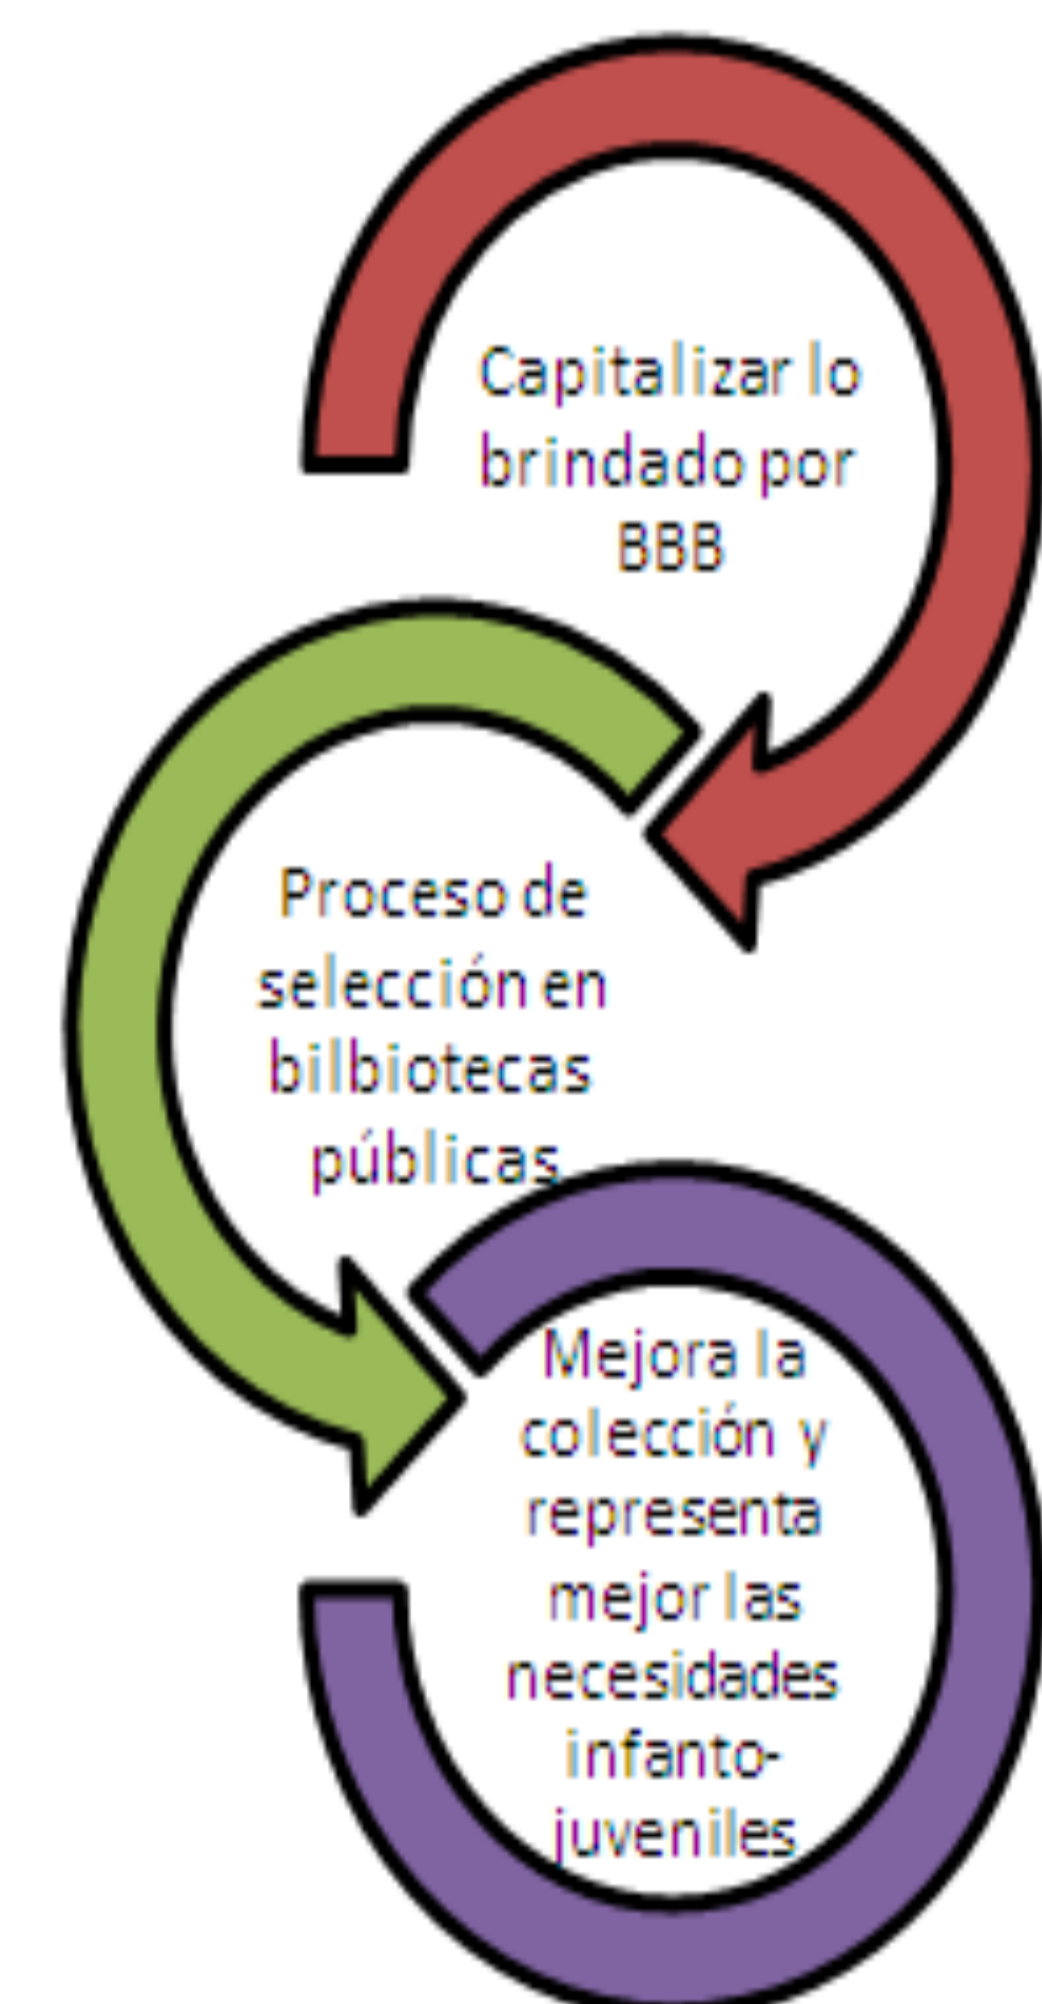 Capitalizar lo
brindado por
BBB
Proceso de
selección en
bilbiotecas
públicas
Mejora la
colección y
representa
mejor las
necesidades
infanto-
juveniles